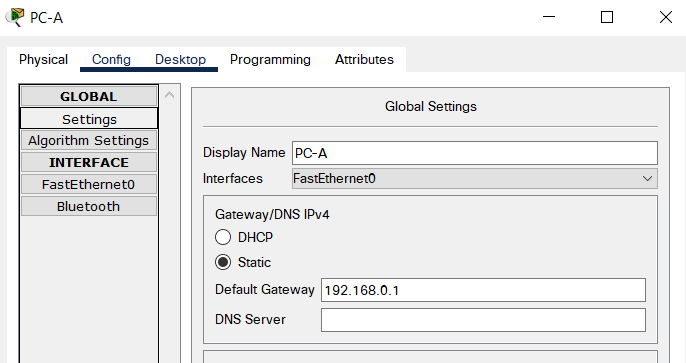 PC-A
Physical Config Desktop Programming Attributes
GLOBAL
Settings
Algorithm Settings
INTERFACE
FastEthernet0
Bluetooth
Global Settings
Display Name PC-A
Interfaces FastEthernet0
Gateway/DNS IPv4
DHCP
Static
Default Gateway 192.168.0.1
DNS Server